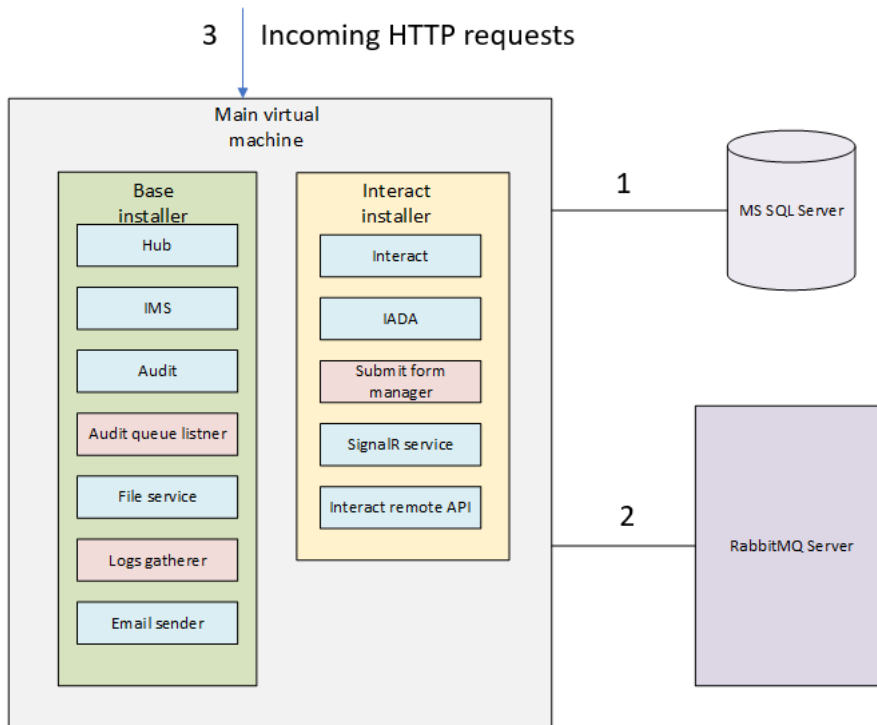 3 Incoming HTTP requests
Main virtual
machine
Base
installer
Hub
IMS
Audit
Audit queue listner
File service
Logs gatherer
Email sender
Interact
installer
Interact
IADA
Submit form
manager
SignalR service
Interact remote API
1
MS SQL Server
2
RabbitMQ Server